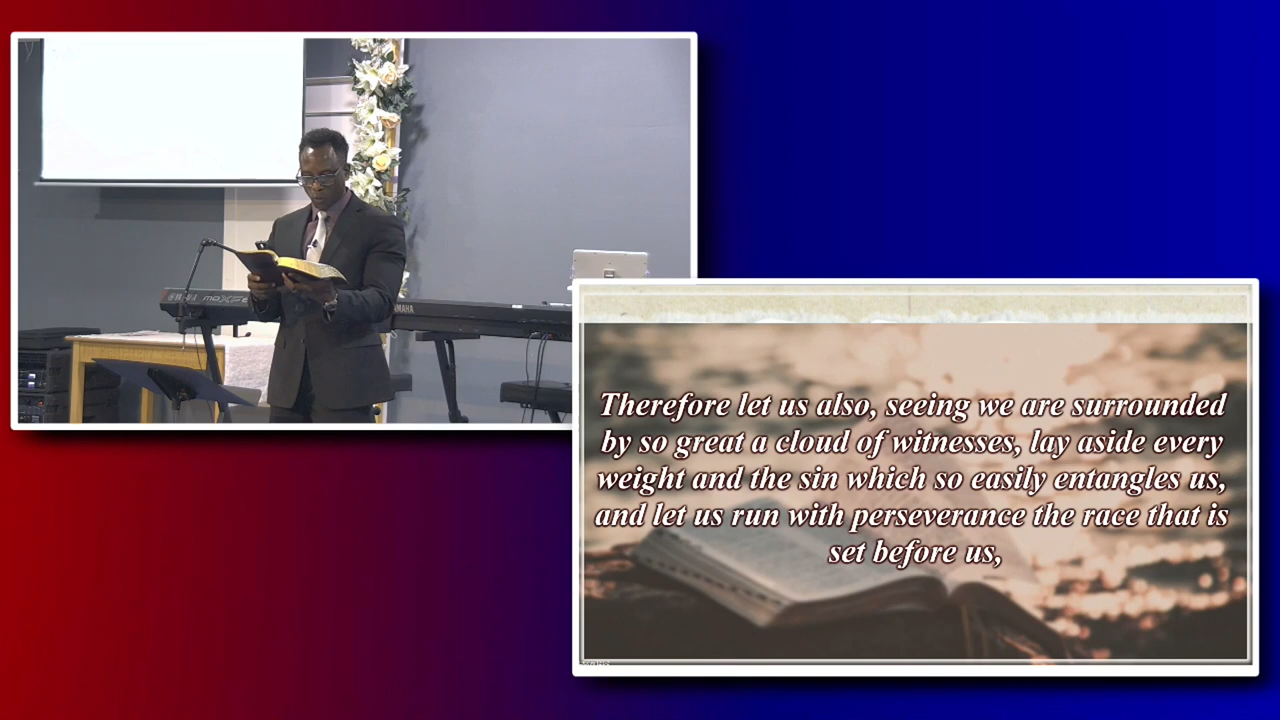 MOXF8
YAMAHA
Therefore let us also, seeing we are surrounded
by so great a cloud of witnesses, lay aside every
weight and the sin which so easily entangles us,
and let us run with perseverance the race that is
set before us,